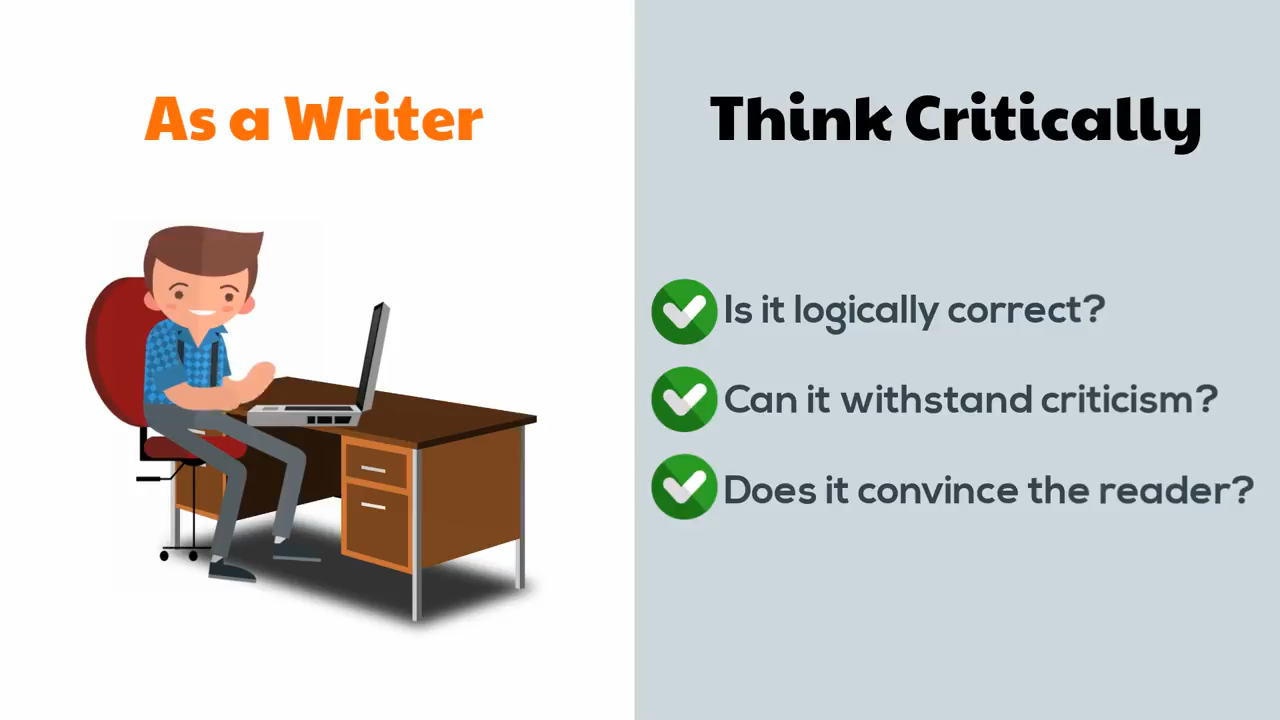 As a Writer
Think Critically
Is it logically correct?
Can it withstand criticism?
Does it convince the reader?